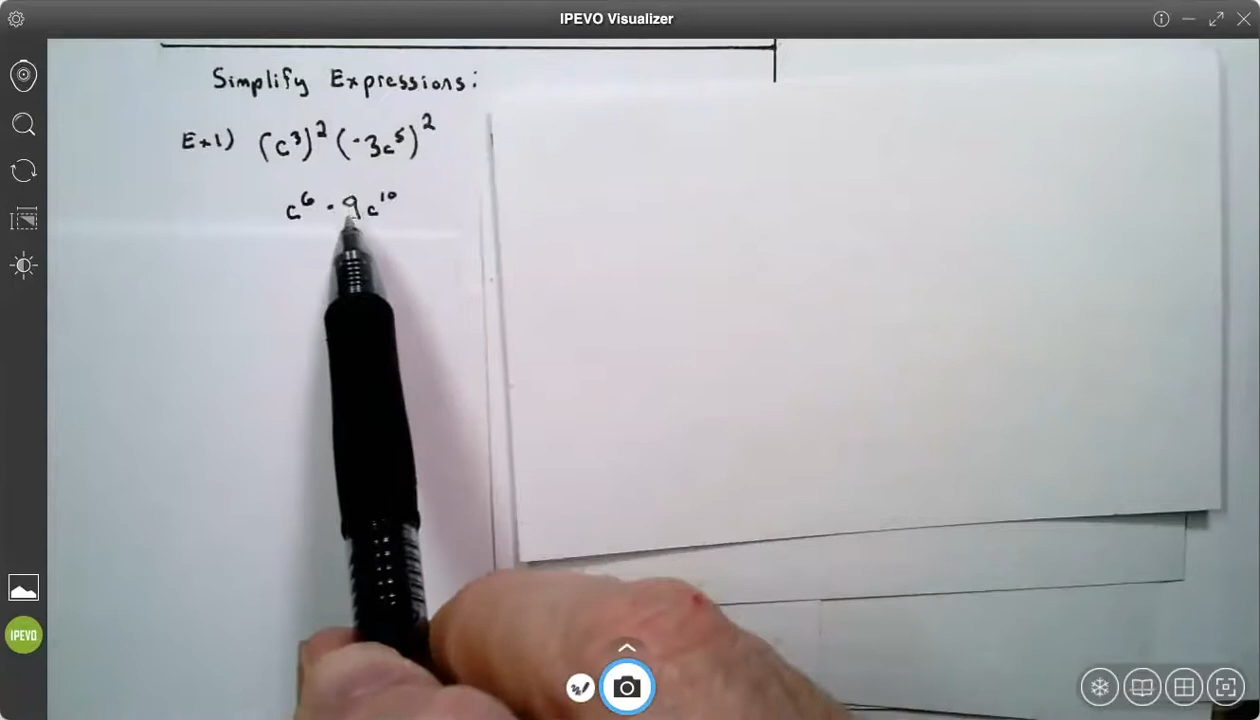 IPEVO Visualizer
Simplify Expressions:
Ex1) (c³)² (-3c⁵)²
c⁶ · 9c¹⁰
IPEVO